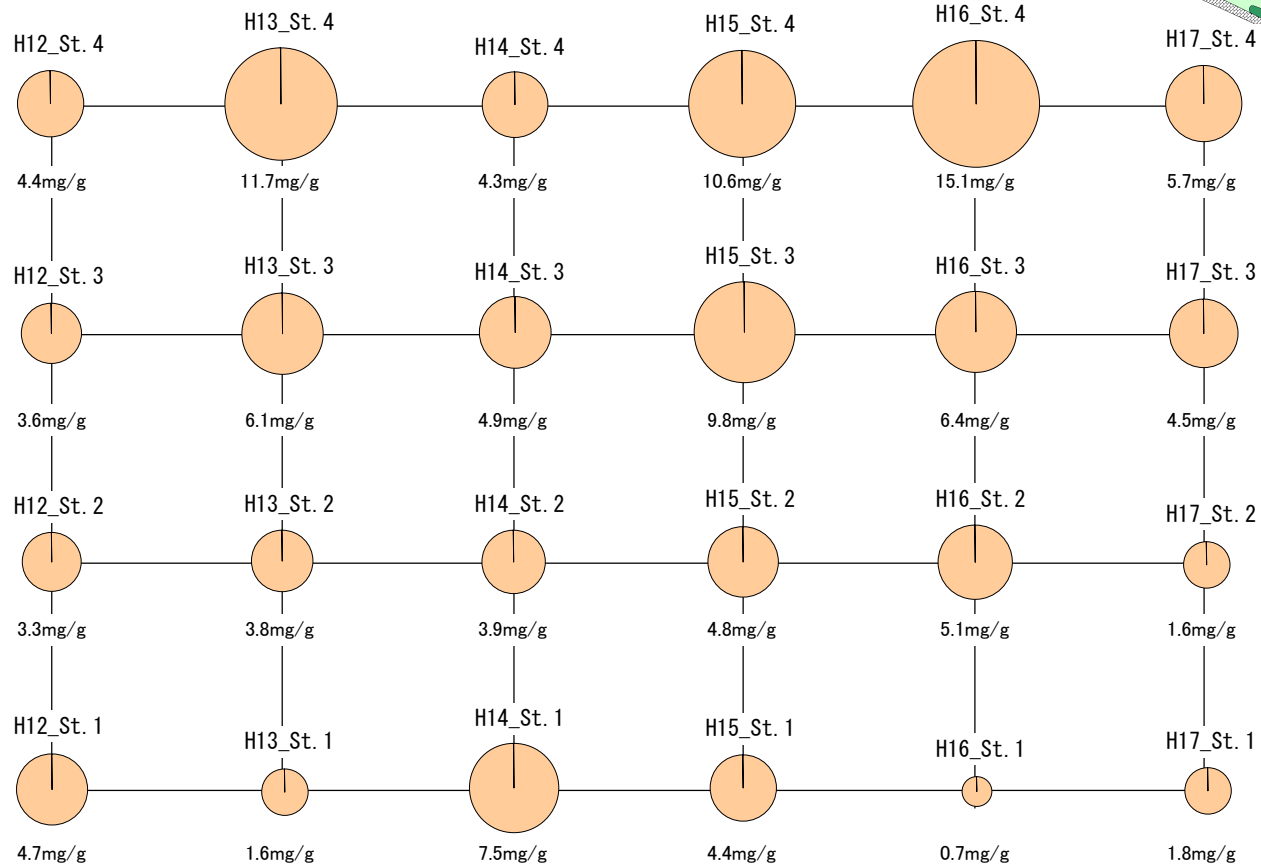 H12_St. 4 H13_St. 4 H14_St. 4 H15_St. 4 H16_St. 4 H17_St. 4
4.4mg/g 11.7mg/g 4.3mg/g 10.6mg/g 15.1mg/g 5.7mg/g
H12_St. 3 H13_St. 3 H14_St. 3 H15_St. 3 H16_St. 3 H17_St. 3
3.6mg/g 6.1mg/g 4.9mg/g 9.8mg/g 6.4mg/g 4.5mg/g
H12_St. 2 H13_St. 2 H14_St. 2 H15_St. 2 H16_St. 2 H17_St. 2
3.3mg/g 3.8mg/g 3.9mg/g 4.8mg/g 5.1mg/g 1.6mg/g
H12_St. 1 H13_St. 1 H14_St. 1 H15_St. 1 H16_St. 1 H17_St. 1
4.7mg/g 1.6mg/g 7.5mg/g 4.4mg/g 0.7mg/g 1.8mg/g